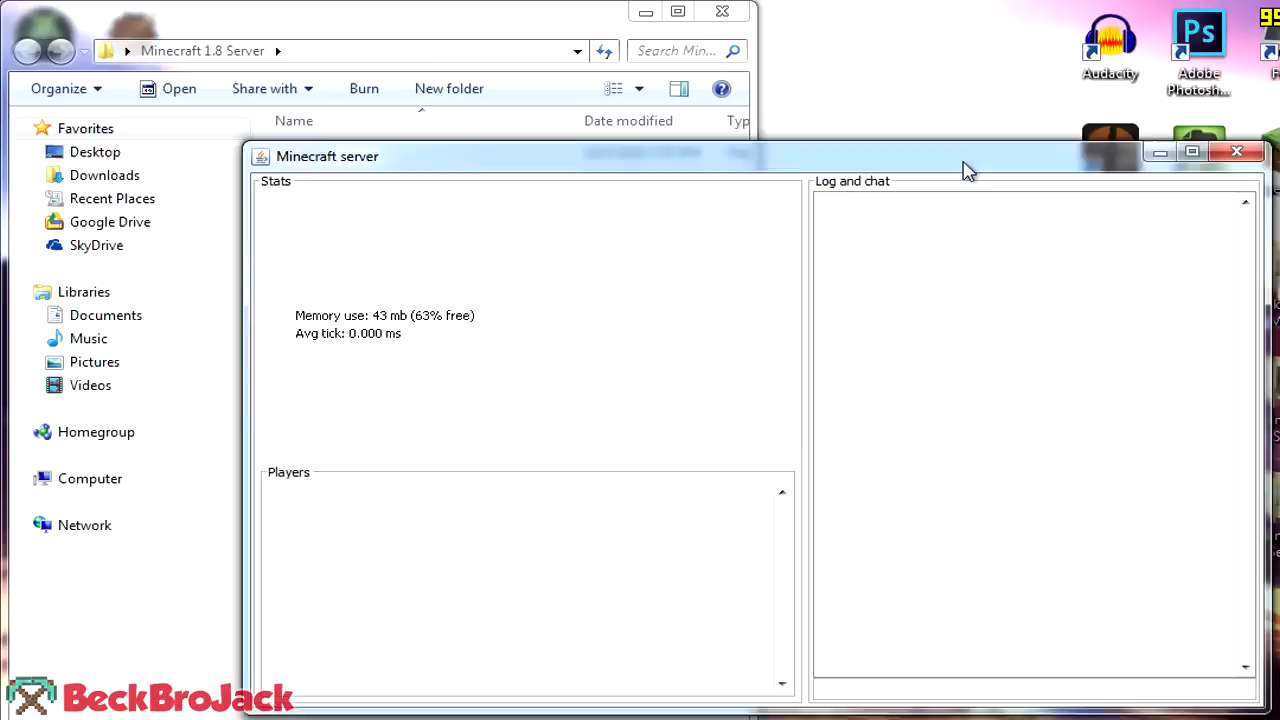 Minecraft 1.8 Server
Search Min...
Organize
Open
Share with
Burn
New folder
Name
Date modified
Typ
Favorites
Desktop
Downloads
Recent Places
Google Drive
SkyDrive
Libraries
Documents
Music
Pictures
Videos
Homegroup
Computer
Network
Minecraft server
Stats
Memory use: 43 mb (63% free)
Avg tick: 0.000 ms
Players
Log and chat
Ps
Audacity
Adobe
Photosh...
BeckBroJack